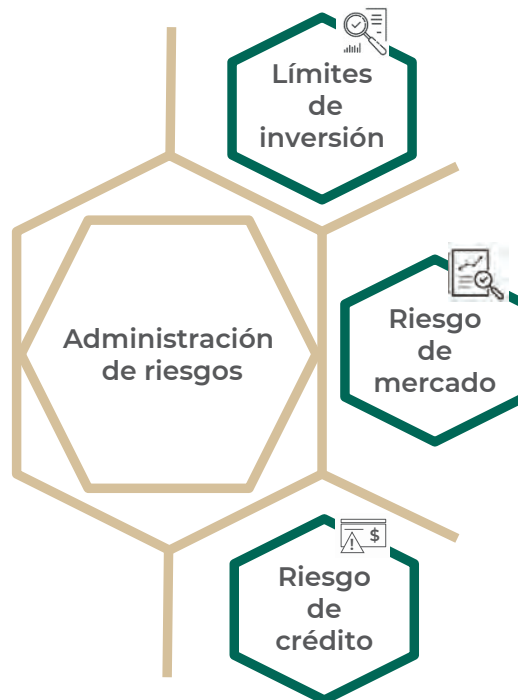 Límites
de
inversión
Administración
de riesgos
Riesgo
de
mercado
$
!
Riesgo
de
crédito